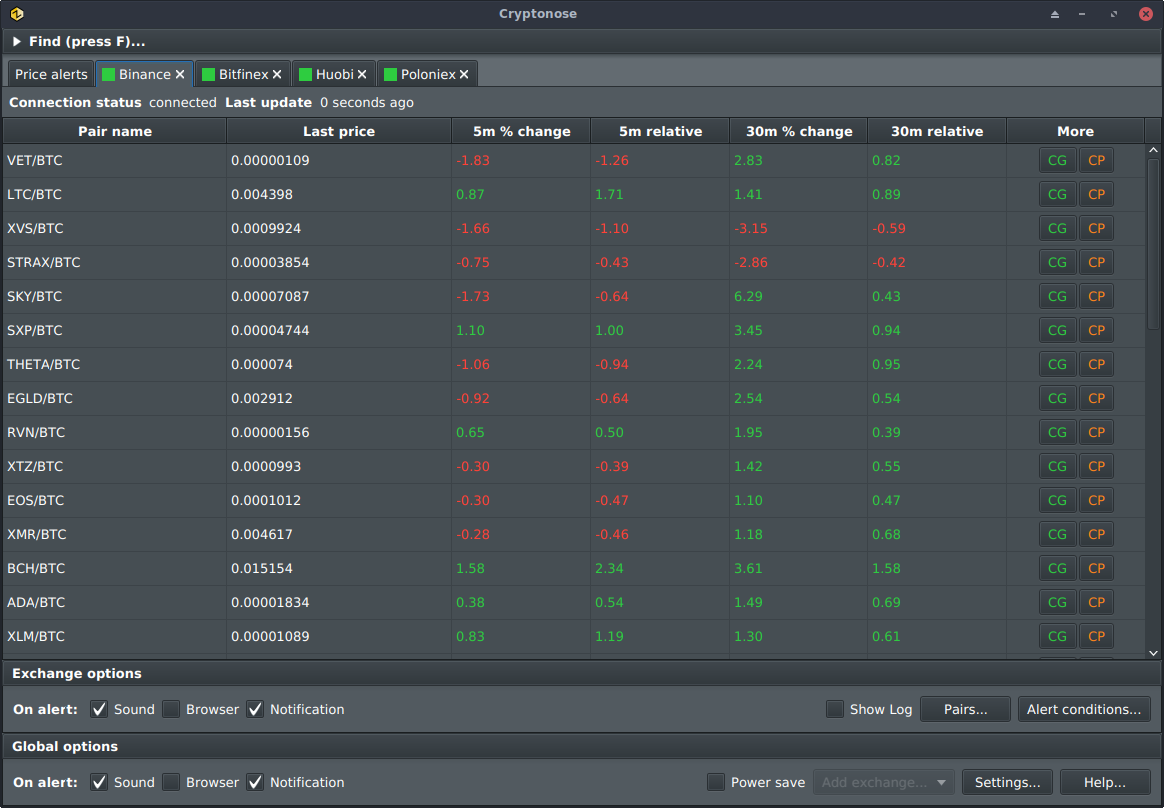 Cryptonose
Find (press F)...
Price alerts Binance Bitfinex Huobi Poloniex
Connection status connected Last update 0 seconds ago
Pair name Last price 5m % change 5m relative 30m % change 30m relative More
VET/BTC 0.00000109 -1.83 -1.26 2.83 0.82 CG CP
LTC/BTC 0.004398 0.87 1.71 1.41 0.89 CG CP
XVS/BTC 0.0009924 -1.66 -1.10 -3.15 -0.59 CG CP
STRAX/BTC 0.00003854 -0.75 -0.43 -2.86 -0.42 CG CP
SKY/BTC 0.00007087 -1.73 -0.64 6.29 0.43 CG CP
SXP/BTC 0.00004744 1.10 1.00 3.45 0.94 CG CP
THETA/BTC 0.000074 -1.06 -0.94 2.24 0.95 CG CP
EGLD/BTC 0.002912 -0.92 -0.64 2.54 0.54 CG CP
RVN/BTC 0.00000156 0.65 0.50 1.95 0.39 CG CP
XTZ/BTC 0.0000993 -0.30 -0.39 1.42 0.55 CG CP
EOS/BTC 0.0001012 -0.30 -0.47 1.10 0.47 CG CP
XMR/BTC 0.004617 -0.28 -0.46 1.18 0.68 CG CP
BCH/BTC 0.015154 1.58 2.34 3.61 1.58 CG CP
ADA/BTC 0.00001834 0.38 0.54 1.49 0.69 CG CP
XLM/BTC 0.00001089 0.83 1.19 1.30 0.61 CG CP
Exchange options
On alert: Sound Browser Notification Show Log Pairs... Alert conditions...
Global options
On alert: Sound Browser Notification Power save Add exchange... Settings... Help...